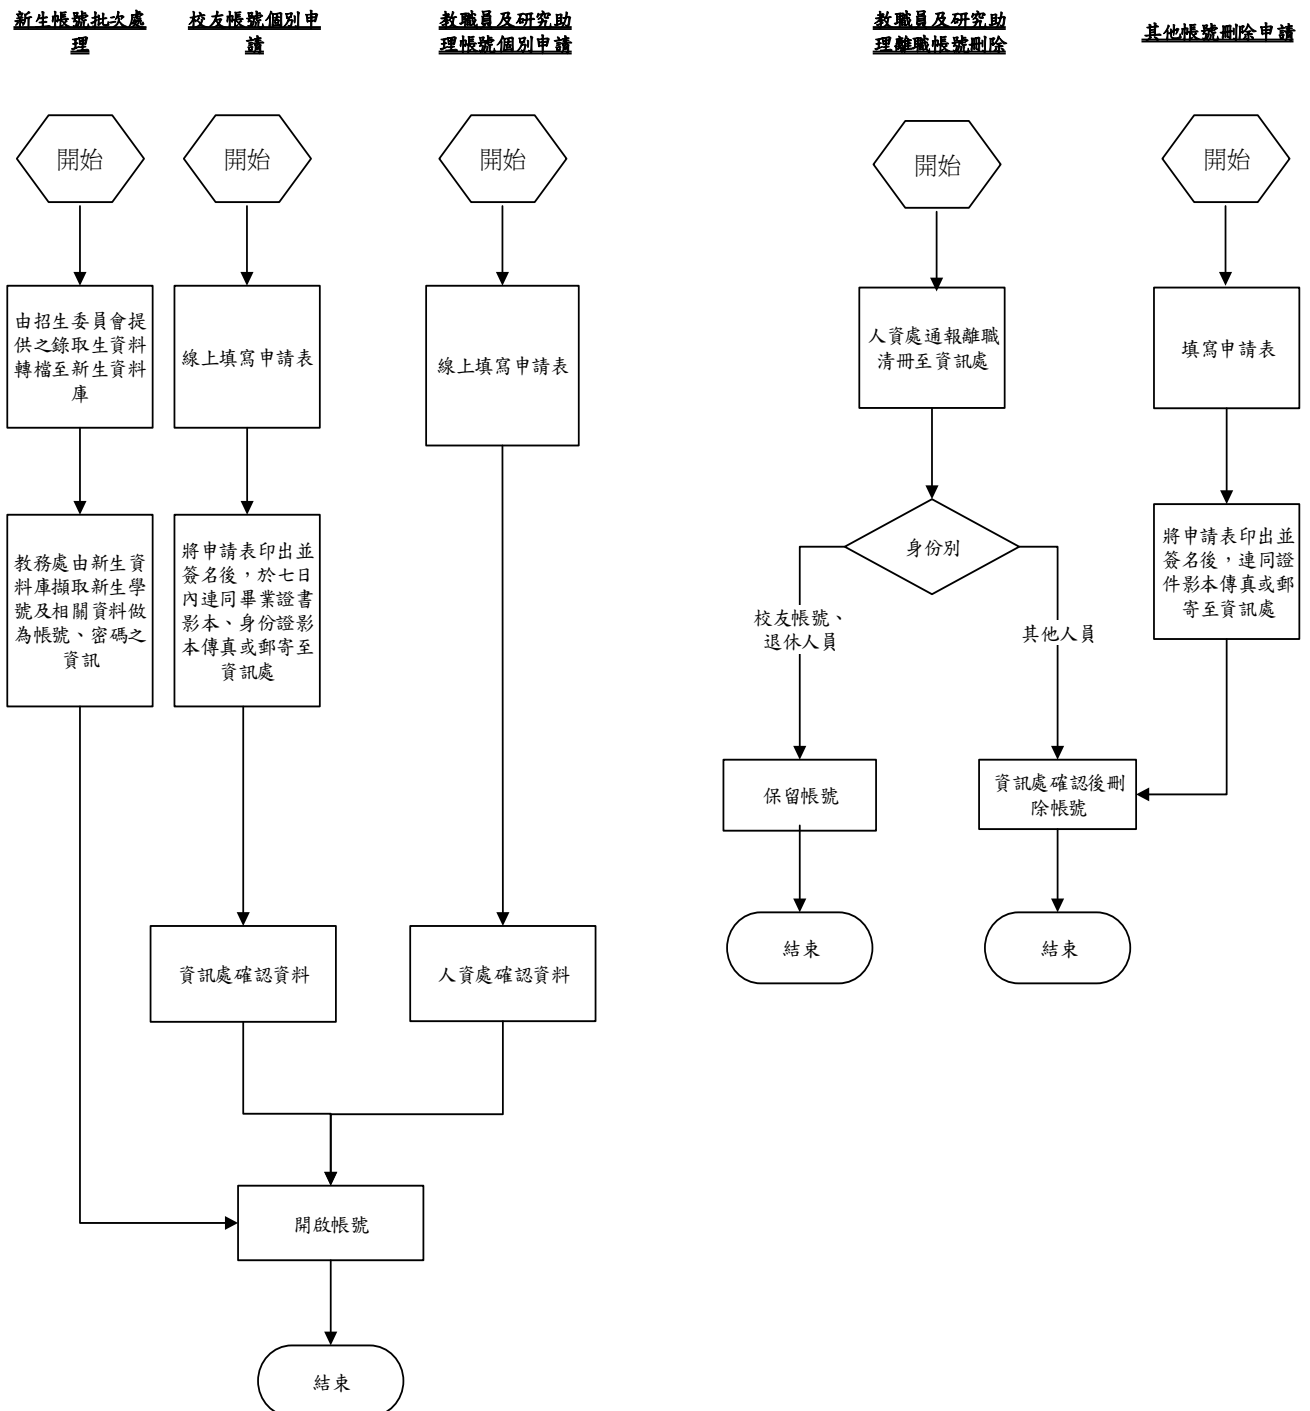 新生帳號批次處
理
校友帳號個別申
請
教職員及研究助
理帳號個別申請
教職員及研究助
理離職帳號刪除
其他帳號刪除申請
開始
開始
開始
開始
開始
由招生委員會提
供之錄取生資料
轉檔至新生資料
庫
線上填寫申請表
線上填寫申請表
人資處通報離職
清冊至資訊處
填寫申請表
教務處由新生資
料庫擷取新生學
號及相關資料做
為帳號、密碼之
資訊
將申請表印出並
簽名後，於七日
內連同畢業證書
影本、身份證影
本傳真或郵寄至
資訊處
身份別
將申請表印出並
簽名後，連同證
件影本傳真或郵
寄至資訊處
校友帳號、
退休人員
其他人員
保留帳號
資訊處確認後刪
除帳號
結束
結束
資訊處確認資料
人資處確認資料
開啟帳號
結束